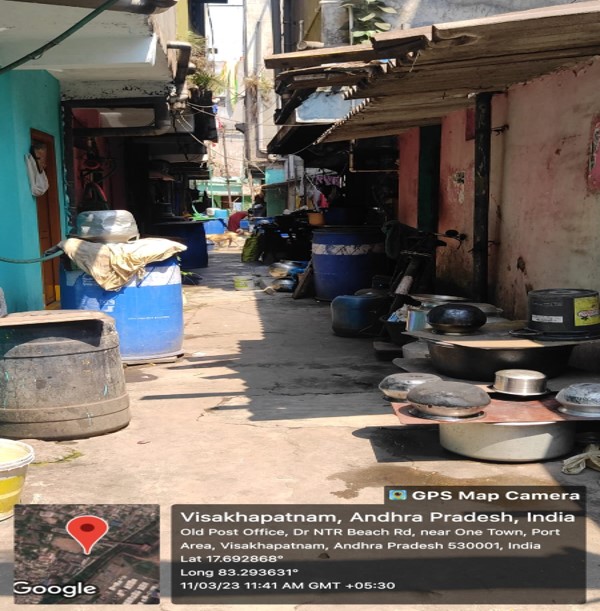 GPS Map Camera
Visakhapatnam, Andhra Pradesh, India
Old Post Office, Dr NTR Beach Rd, near One Town, Port
Area, Visakhapatnam, Andhra Pradesh 530001, India
Lat 17.692868°
Long 83.293631°
11/03/23 11:41 AM GMT +05:30
Google